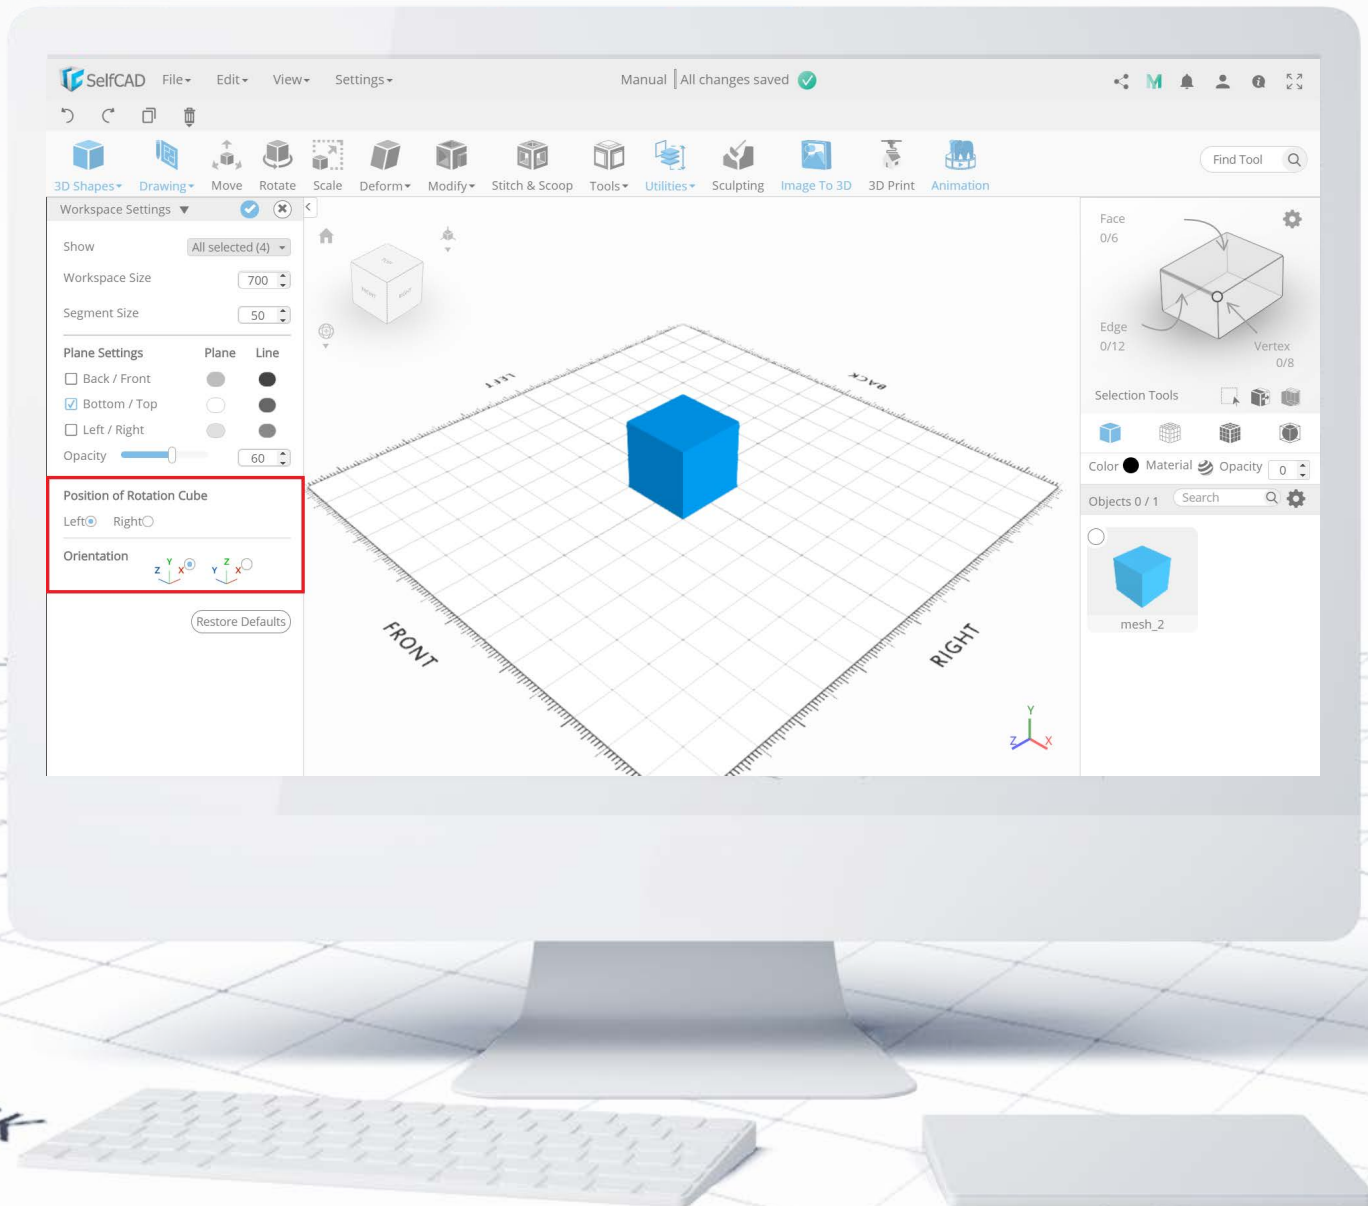 SelfCAD File Edit View Settings Manual All changes saved
3D Shapes Drawing Move Rotate Scale Deform Modify Stitch & Scoop Tools Utilities Sculpting Image To 3D 3D Print Animation Find Tool
Workspace Settings
Show All selected (4)
Workspace Size 700
Segment Size 50
Plane Settings Plane Line
Back / Front
Bottom / Top
Left / Right
Opacity 60
Position of Rotation Cube
Left Right
Orientation
Z Y X Y Z X
Restore Defaults
LEFT
BACK
FRONT
RIGHT
Y
Z X
Face
0/6
Edge
0/12
Vertex
0/8
Selection Tools
Color Material Opacity 0
Objects 0 / 1 Search
mesh_2